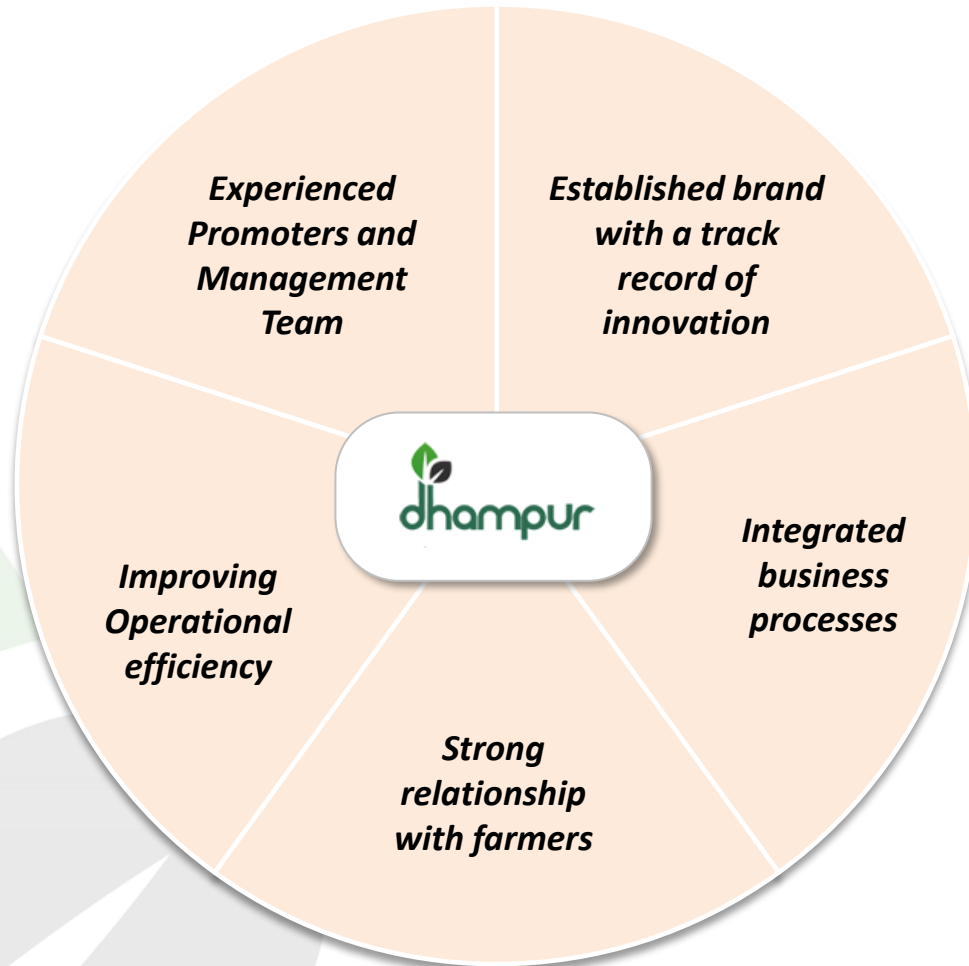 Experienced
Promoters and
Management
Team
Established brand
with a track
record of
innovation
dhampur
Integrated
business
processes
Improving
Operational
efficiency
Strong
relationship
with farmers